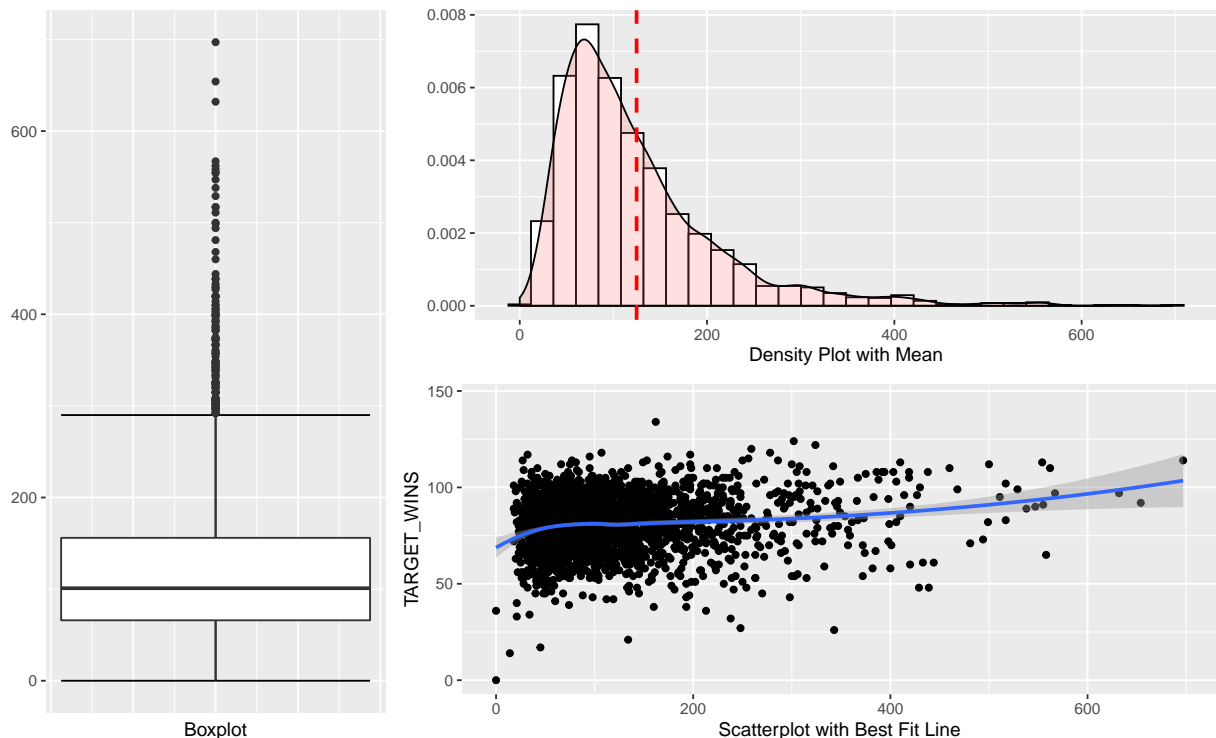 600
400
200
0
Boxplot
0.008
0.006
0.004
0.002
0.000
0 200 400 600
Density Plot with Mean
150
100
50
0
TARGET_WINS
0 200 400 600
Scatterplot with Best Fit Line